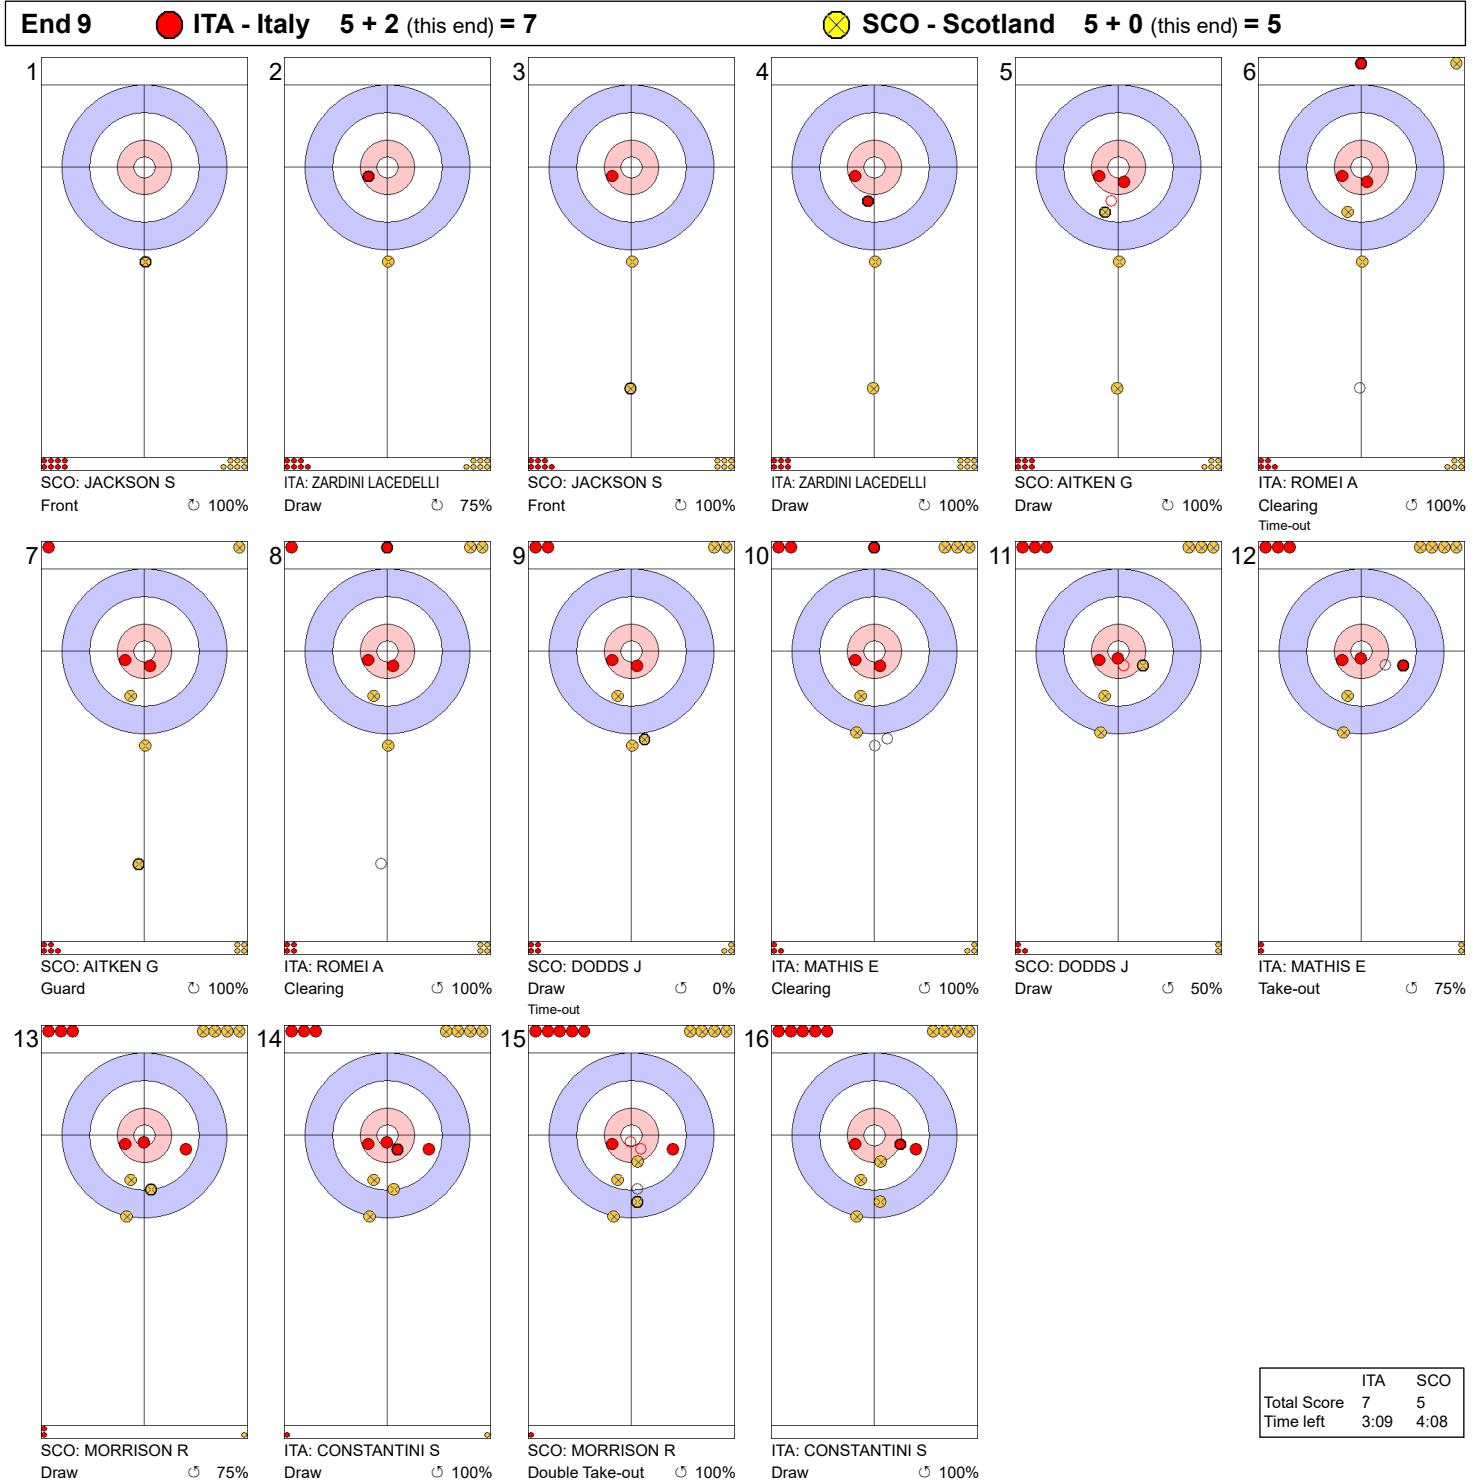 End 9 ITA - Italy 5 + 2 (this end) = 7 SCO - Scotland 5 + 0 (this end) = 5
1 2 3 4 5 6
SCO: JACKSON S ITA: ZARDINI LACEDELLI SCO: JACKSON S ITA: ZARDINI LACEDELLI SCO: AITKEN G ITA: ROMEI A
Front ↻ 100% Draw ↻ 75% Front ↺ 100% Draw ↺ 100% Draw ↺ 100% Clearing ↺ 100%
Time-out
7 8 9 10 11 12
SCO: AITKEN G ITA: ROMEI A SCO: DODDS J ITA: MATHIS E SCO: DODDS J ITA: MATHIS E
Guard ↻ 100% Clearing ↺ 100% Draw ↺ 0% Clearing ↺ 100% Draw ↺ 50% Take-out ↺ 75%
Time-out
13 14 15 16
ITA SCO
Total Score 7 5
Time left 3:09 4:08
SCO: MORRISON R ITA: CONSTANTINI S SCO: MORRISON R ITA: CONSTANTINI S
Draw ↺ 75% Draw ↺ 100% Double Take-out ↺ 100% Draw ↺ 100%